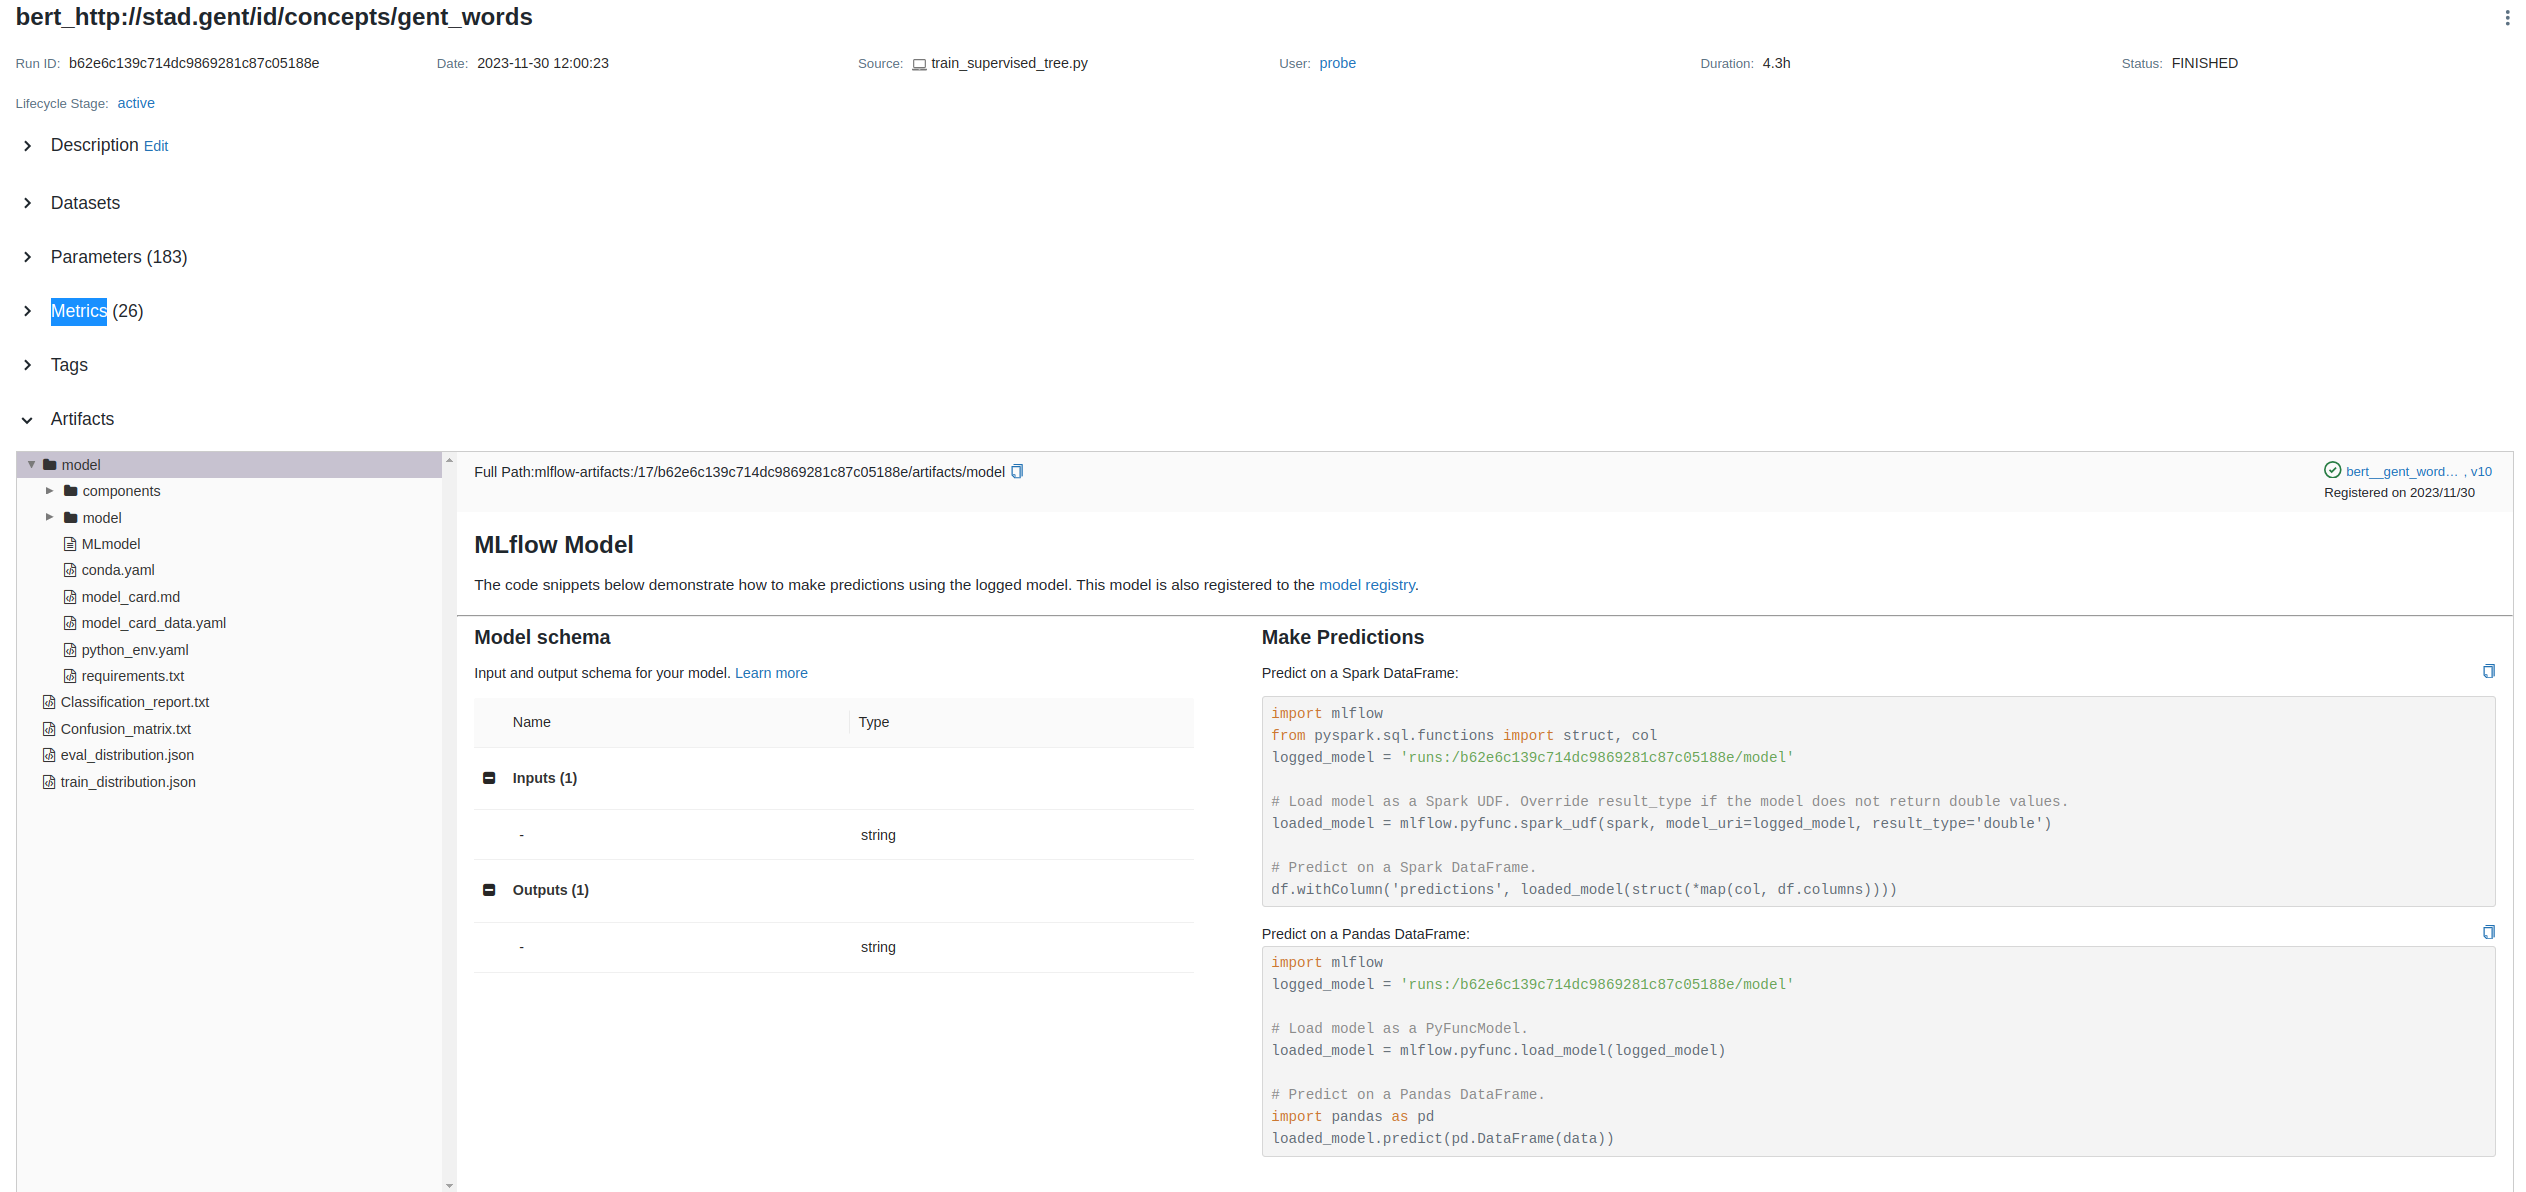 bert_http://stad.gent/id/concepts/gent_words
Run ID: b62e6c139c714dc9869281c87c05188e Date: 2023-11-30 12:00:23 Source: train_supervised_tree.py User: probe Duration: 4.3h Status: FINISHED
Lifecycle Stage: active
Description Edit
Datasets
Parameters (183)
Metrics (26)
Tags
Artifacts
model
components
model
MLmodel
conda.yaml
model_card.md
model_card_data.yaml
python_env.yaml
requirements.txt
Classification_report.txt
Confusion_matrix.txt
eval_distribution.json
train_distribution.json
Full Path:mlflow-artifacts:/17/b62e6c139c714dc9869281c87c05188e/artifacts/model
bert__gent_word... , v10
Registered on 2023/11/30
MLflow Model
The code snippets below demonstrate how to make predictions using the logged model. This model is also registered to the model registry.
Model schema
Input and output schema for your model. Learn more
Name Type
Inputs (1)
- string
Outputs (1)
- string
Make Predictions
Predict on a Spark DataFrame:
import mlflow
from pyspark.sql.functions import struct, col
logged_model = 'runs:/b62e6c139c714dc9869281c87c05188e/model'
# Load model as a Spark UDF. Override result_type if the model does not return double values.
loaded_model = mlflow.pyfunc.spark_udf(spark, model_uri=logged_model, result_type='double')
# Predict on a Spark DataFrame.
df.withColumn('predictions', loaded_model(struct(*map(col, df.columns))))
Predict on a Pandas DataFrame:
import mlflow
logged_model = 'runs:/b62e6c139c714dc9869281c87c05188e/model'
# Load model as a PyFuncModel.
loaded_model = mlflow.pyfunc.load_model(logged_model)
# Predict on a Pandas DataFrame.
import pandas as pd
loaded_model.predict(pd.DataFrame(data))